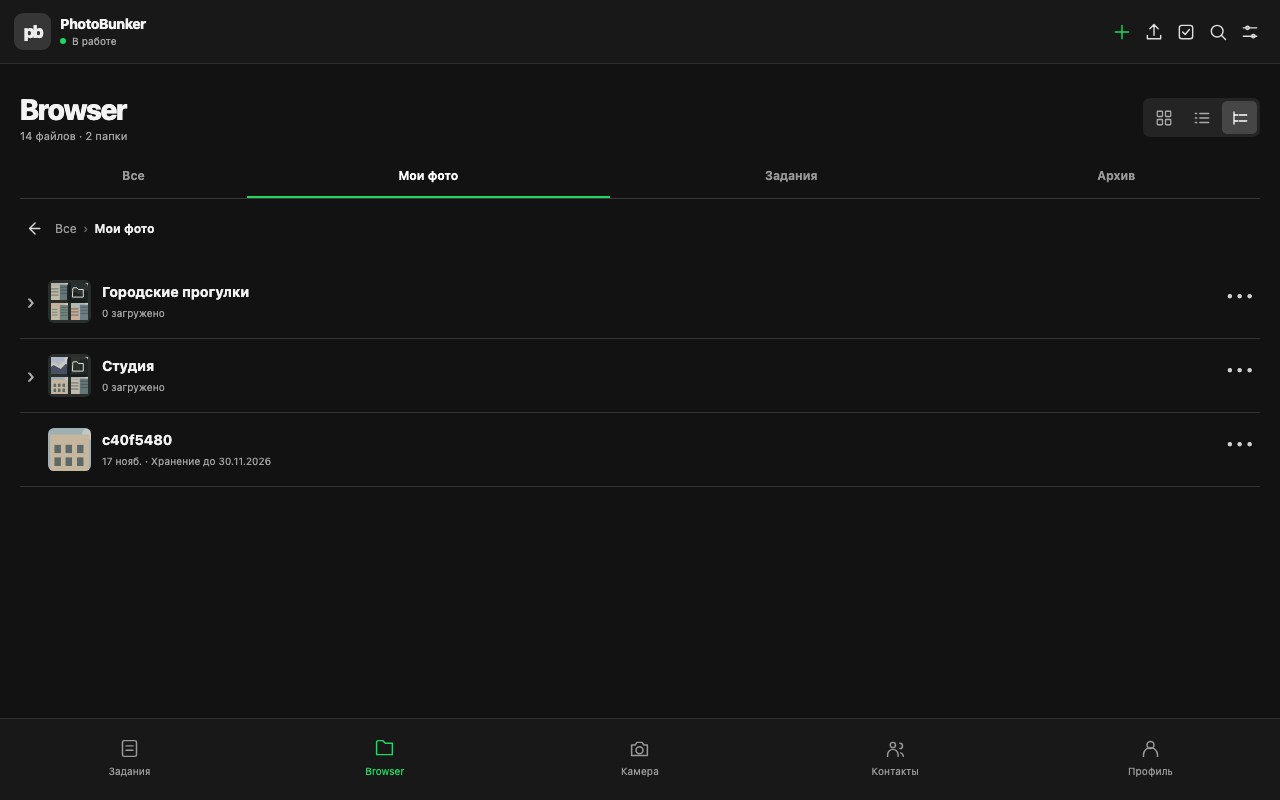 pb
PhotoBunker
В работе
Browser
14 файлов · 2 папки
Все
Мои фото
Задания
Архив
Все › Мои фото
Городские прогулки
0 загружено
Студия
0 загружено
c40f5480
17 нояб. · Хранение до 30.11.2026
Задания
Browser
Камера
Контакты
Профиль